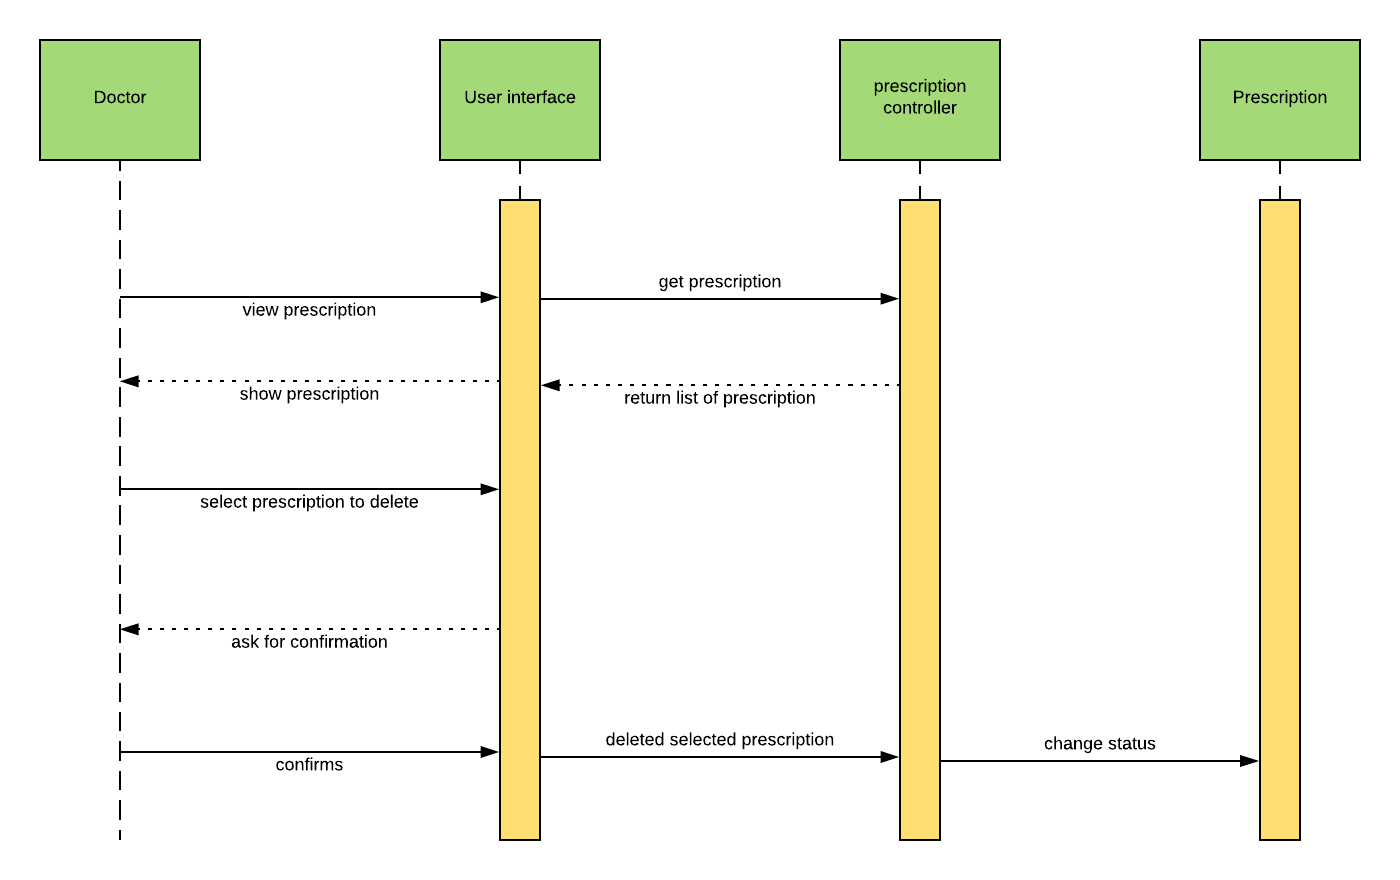 Doctor
User interface
prescription
controller
Prescription
get prescription
view prescription
show prescription
return list of prescription
select prescription to delete
ask for confirmation
deleted selected prescription
change status
confirms